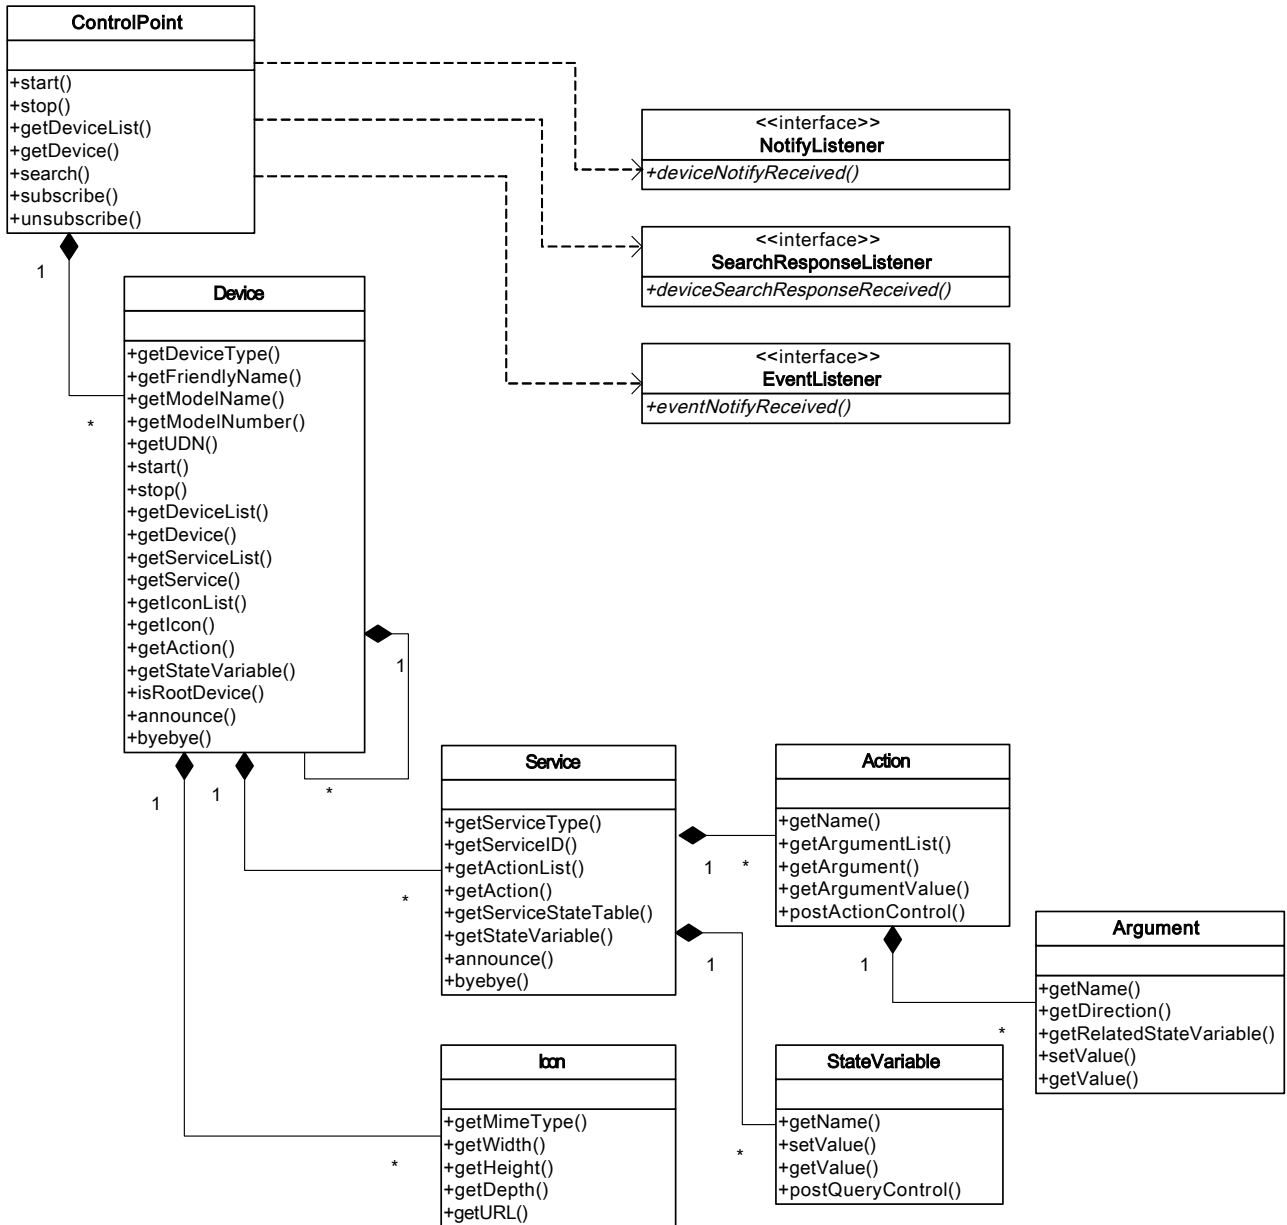 ControlPoint
+start()
+stop()
+getDeviceList()
+getDevice()
+search()
+subscribe()
+unsubscribe()
<<interface>>
NotifyListener
+deviceNotifyReceived()
<<interface>>
SearchResponseListener
+deviceSearchResponseReceived()
<<interface>>
EventListener
+eventNotifyReceived()
1
*
Device
+getDeviceType()
+getFriendlyName()
+getModelName()
+getModelNumber()
+getUDN()
+start()
+stop()
+getDeviceList()
+getDevice()
+getServiceList()
+getService()
+getIconList()
+getIcon()
+getAction()
+getStateVariable()
+isRootDevice()
+announce()
+byebye()
1
*
1
1
*
*
Service
+getServiceType()
+getServiceID()
+getActionList()
+getAction()
+getServiceStateTable()
+getStateVariable()
+announce()
+byebye()
1
*
1
*
Action
+getName()
+getArgumentList()
+getArgument()
+getArgumentValue()
+postActionControl()
1
*
Argument
+getName()
+getDirection()
+getRelatedStateVariable()
+setValue()
+getValue()
Icon
+getMimeType()
+getWidth()
+getHeight()
+getDepth()
+getURL()
StateVariable
+getName()
+setValue()
+getValue()
+postQueryControl()